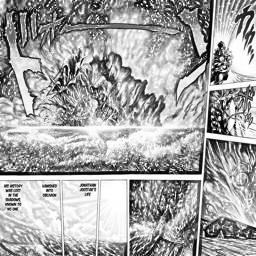 JONATHAN
JOESTAR'S
LIFE
VANISHED
INTO
OBLIVION
HIS HISTORY
WAS LOST
IN THE
SHADOWS,
KNOWN TO
NO ONE